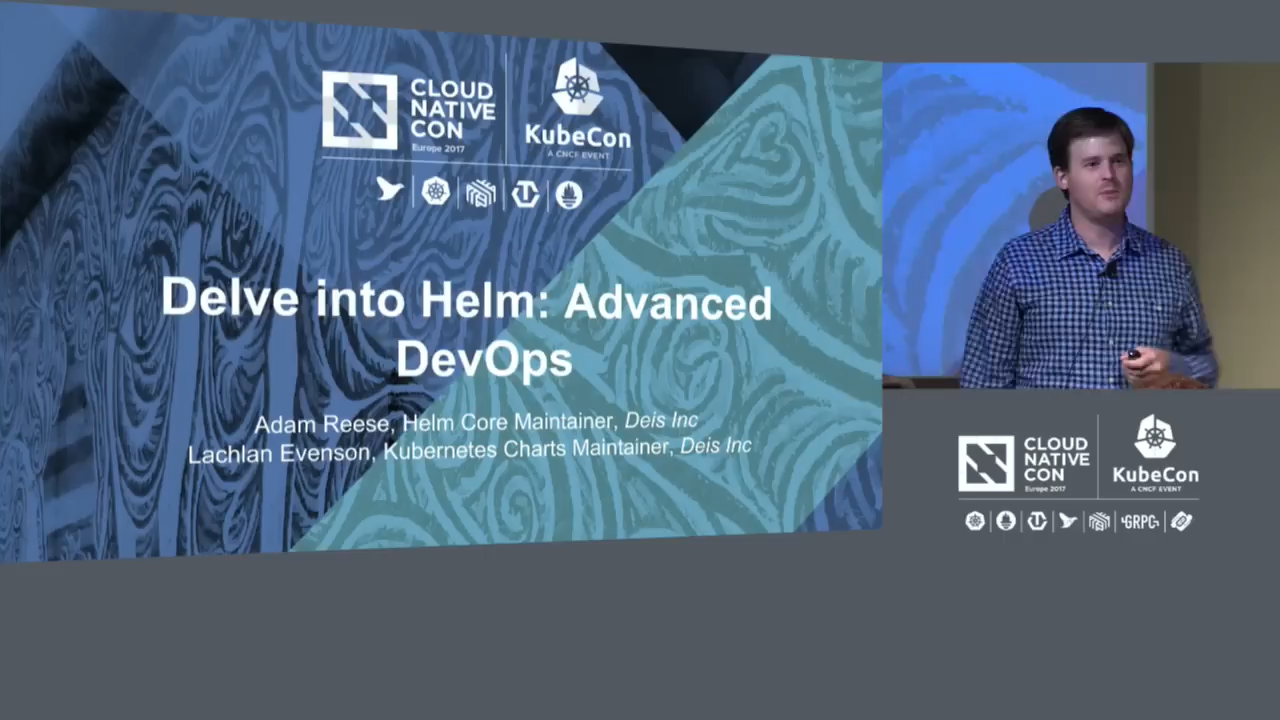 CLOUD
NATIVE
CON
Europe 2017
KubeCon
A CNCF EVENT
Delve into Helm: Advanced
DevOps
Adam Reese, Helm Core Maintainer, Deis Inc
Lachlan Evenson, Kubernetes Charts Maintainer, Deis Inc
CLOUD
NATIVE
CON
Europe 2017
KubeCon
A CNCF EVENT
GRPC